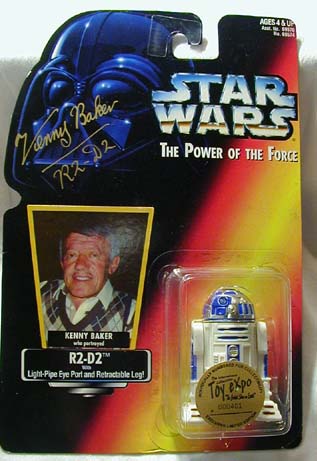 AGES 4 & UP
STAR
WARS
THE POWER OF THE FORCE
Kenny Baker
R2-D2
KENNY BAKER
who portrayed
R2-D2™
With
Light-Pipe Eye Port and Retractable Leg!
Toy expo